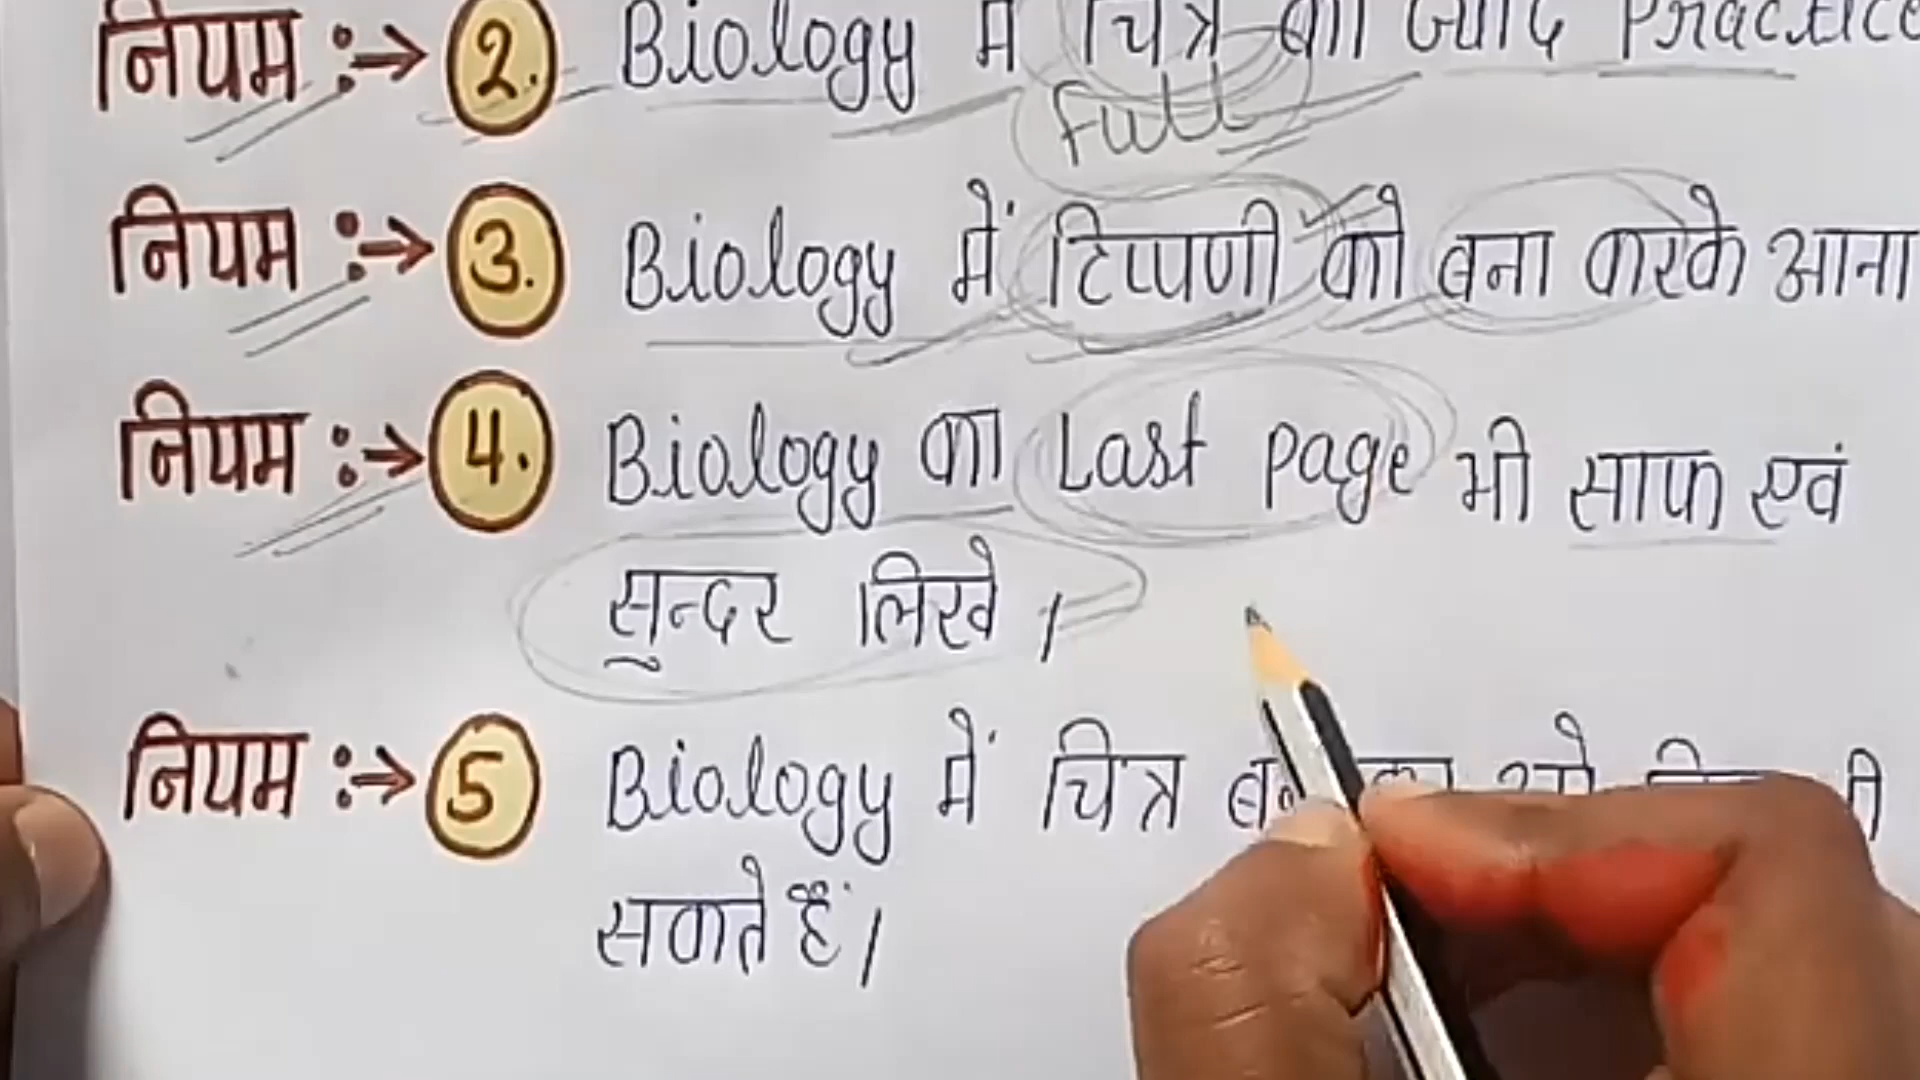 नियम :→ 2. Biology में चित्र का ज्यादे Practice
Full
नियम :→ 3. Biology में टिप्पणी को बना करके आना
नियम :→ 4. Biology का Last page भी साफ एवं
सुन्दर लिखे।
नियम :→ 5 Biology में चित्र
सकते हैं।